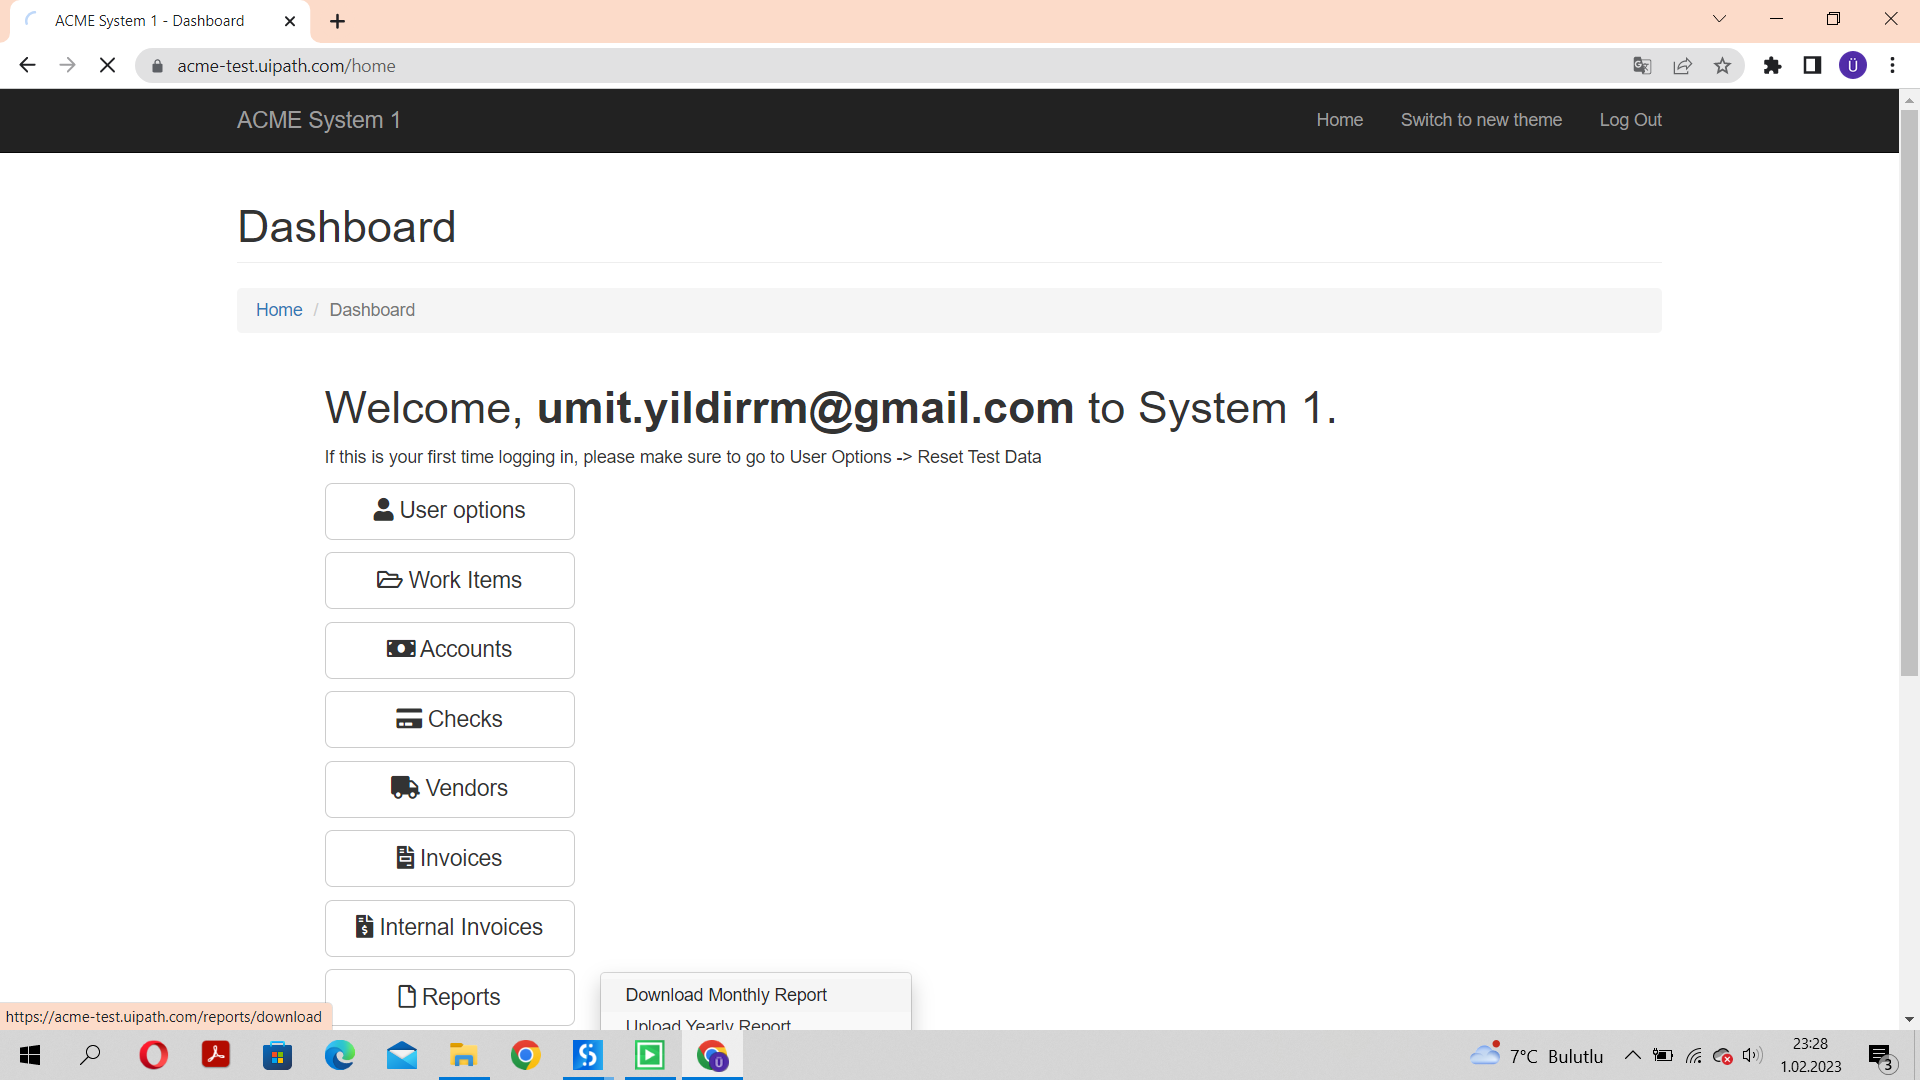 ACME System 1 - Dashboard
acme-test.uipath.com/home
Ü
ACME System 1
Home
Switch to new theme
Log Out
Dashboard
Home / Dashboard
Welcome, umit.yildirrm@gmail.com to System 1.
If this is your first time logging in, please make sure to go to User Options -> Reset Test Data
User options
Work Items
Accounts
Checks
Vendors
Invoices
Internal Invoices
Reports
Download Monthly Report
Upload Yearly Report
https://acme-test.uipath.com/reports/download
7°C Bulutlu
23:28
1.02.2023
3